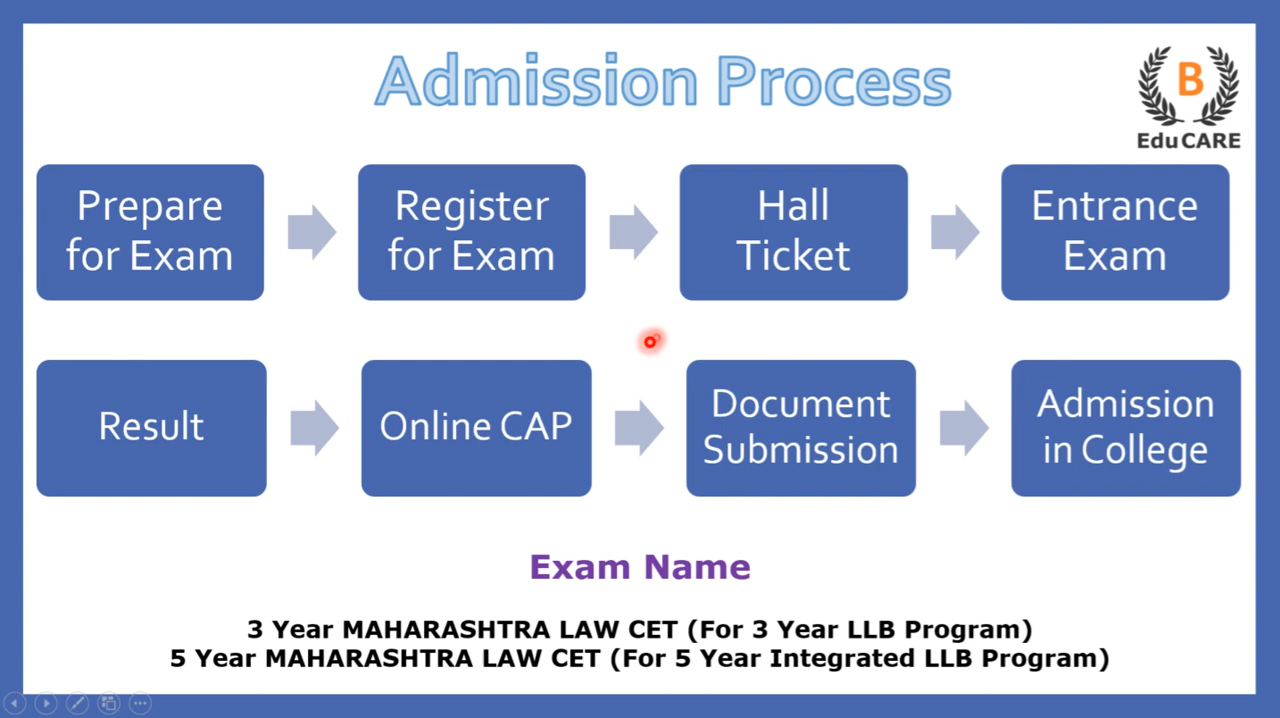 Admission Process
B
EduCARE
Prepare
for Exam
Register
for Exam
Hall
Ticket
Entrance
Exam
Result
Online CAP
Document
Submission
Admission
in College
Exam Name
3 Year MAHARASHTRA LAW CET (For 3 Year LLB Program)
5 Year MAHARASHTRA LAW CET (For 5 Year Integrated LLB Program)